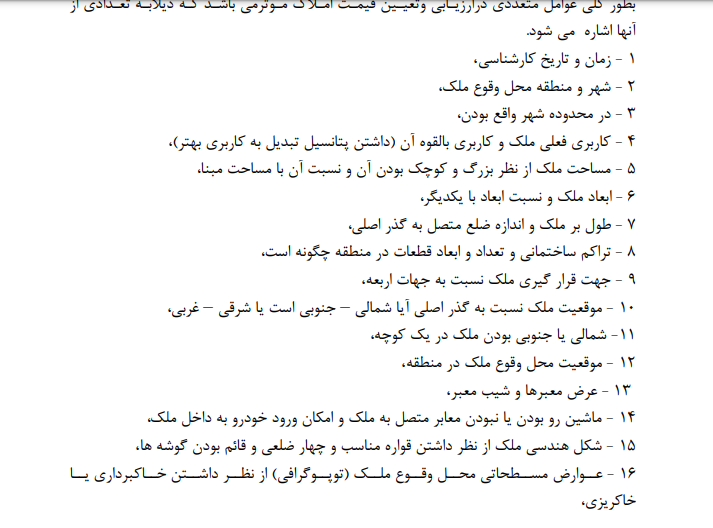 بطور کلی عوامل متعددی درارزیابی وتعیین قیمت املاک موثرمی باشد که ذیلابه تعدادی از
آنها اشاره می شود.
۱ - زمان و تاریخ کارشناسی،
۲ - شهر و منطقه محل وقوع ملک،
۳ - در محدوده شهر واقع بودن،
۴ - کاربری فعلی ملک و کاربری بالقوه آن (داشتن پتانسیل تبدیل به کاربری بهتر)،
۵ - مساحت ملک از نظر بزرگ و کوچک بودن آن و نسبت آن با مساحت مبنا،
۶ - ابعاد ملک و نسبت ابعاد با یکدیگر،
۷ - طول بر ملک و اندازه ضلع متصل به گذر اصلی،
۸ - تراکم ساختمانی و تعداد و ابعاد قطعات در منطقه چگونه است،
۹ - جهت قرار گیری ملک نسبت به جهات اربعه،
۱۰ - موقعیت ملک نسبت به گذر اصلی آیا شمالی – جنوبی است یا شرقی – غربی،
۱۱- شمالی یا جنوبی بودن ملک در یک کوچه،
۱۲ - موقعیت محل وقوع ملک در منطقه،
۱۳ - عرض معبرها و شیب معبر،
۱۴ - ماشین رو بودن یا نبودن معابر متصل به ملک و امکان ورود خودرو به داخل ملک،
۱۵ - شکل هندسی ملک از نظر داشتن قواره مناسب و چهار ضلعی و قائم بودن گوشه ها،
۱۶ - عوارض مسطحاتی محل وقوع ملک (توپوگرافی) از نظر داشتن خاکبرداری یا
خاکریزی،